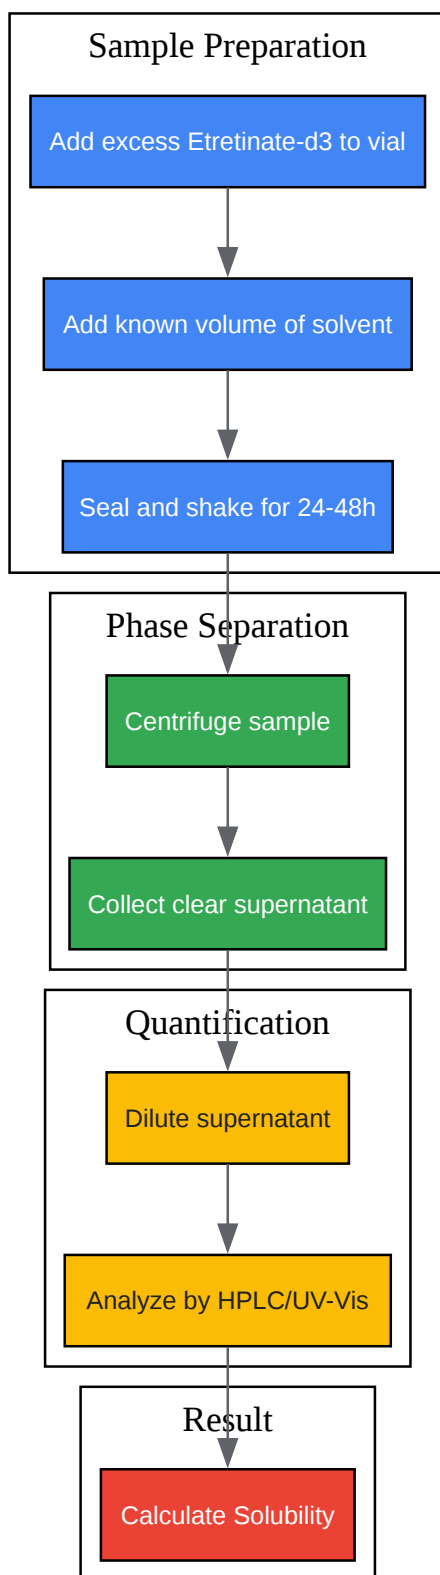 Sample Preparation
Add excess Etretinate-d3 to vial
Add known volume of solvent
Seal and shake for 24-48h
Phase Separation
Centrifuge sample
Collect clear supernatant
Quantification
Dilute supernatant
Analyze by HPLC/UV-Vis
Result
Calculate Solubility